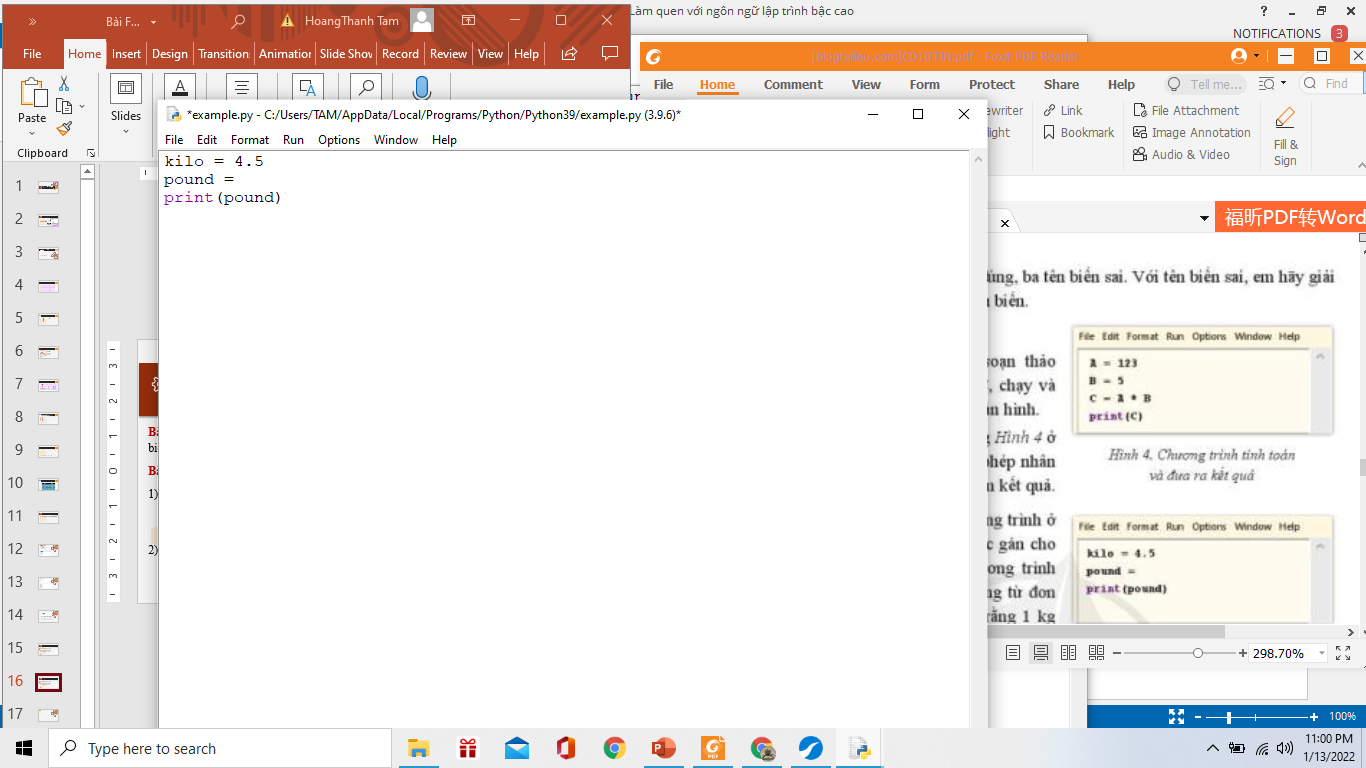 Làm quen với ngôn ngữ lập trình bậc cao
NOTIFICATIONS 3
Bài F...
HoangThanh Tam
File Home Insert Design Transitions Animation Slide Show Record Review View Help
Paste
Slides
Clipboard
1
2
3
4
5
6
7
8
9
10
11
12
13
14
15
16
17
1)
2)
*example.py - C:/Users/TAM/AppData/Local/Programs/Python/Python39/example.py (3.9.6)*
File Edit Format Run Options Window Help
kilo = 4.5
pound =
print(pound)
Foxit PDF Reader
File Home Comment View Form Protect Share Help Tell me... Find
Link
Bookmark
File Attachment
Image Annotation
Audio & Video
Fill &
Sign
福昕PDF转Word
úng, ba tên biến sai. Với tên biến sai, em hãy giải
biến.
soạn thảo
, chạy và
n hình.
Hình 4 ở
phép nhân
kết quả.
ng trình ở
c gán cho
ong trình
ng từ đơn
rằng 1 kg
File Edit Format Run Options Window Help
A = 123
B = 5
C = A * B
print(C)
Hình 4. Chương trình tính toán
và đưa ra kết quả
File Edit Format Run Options Window Help
kilo = 4.5
pound =
print(pound)
298.70%
100%
Type here to search
11:00 PM
1/13/2022